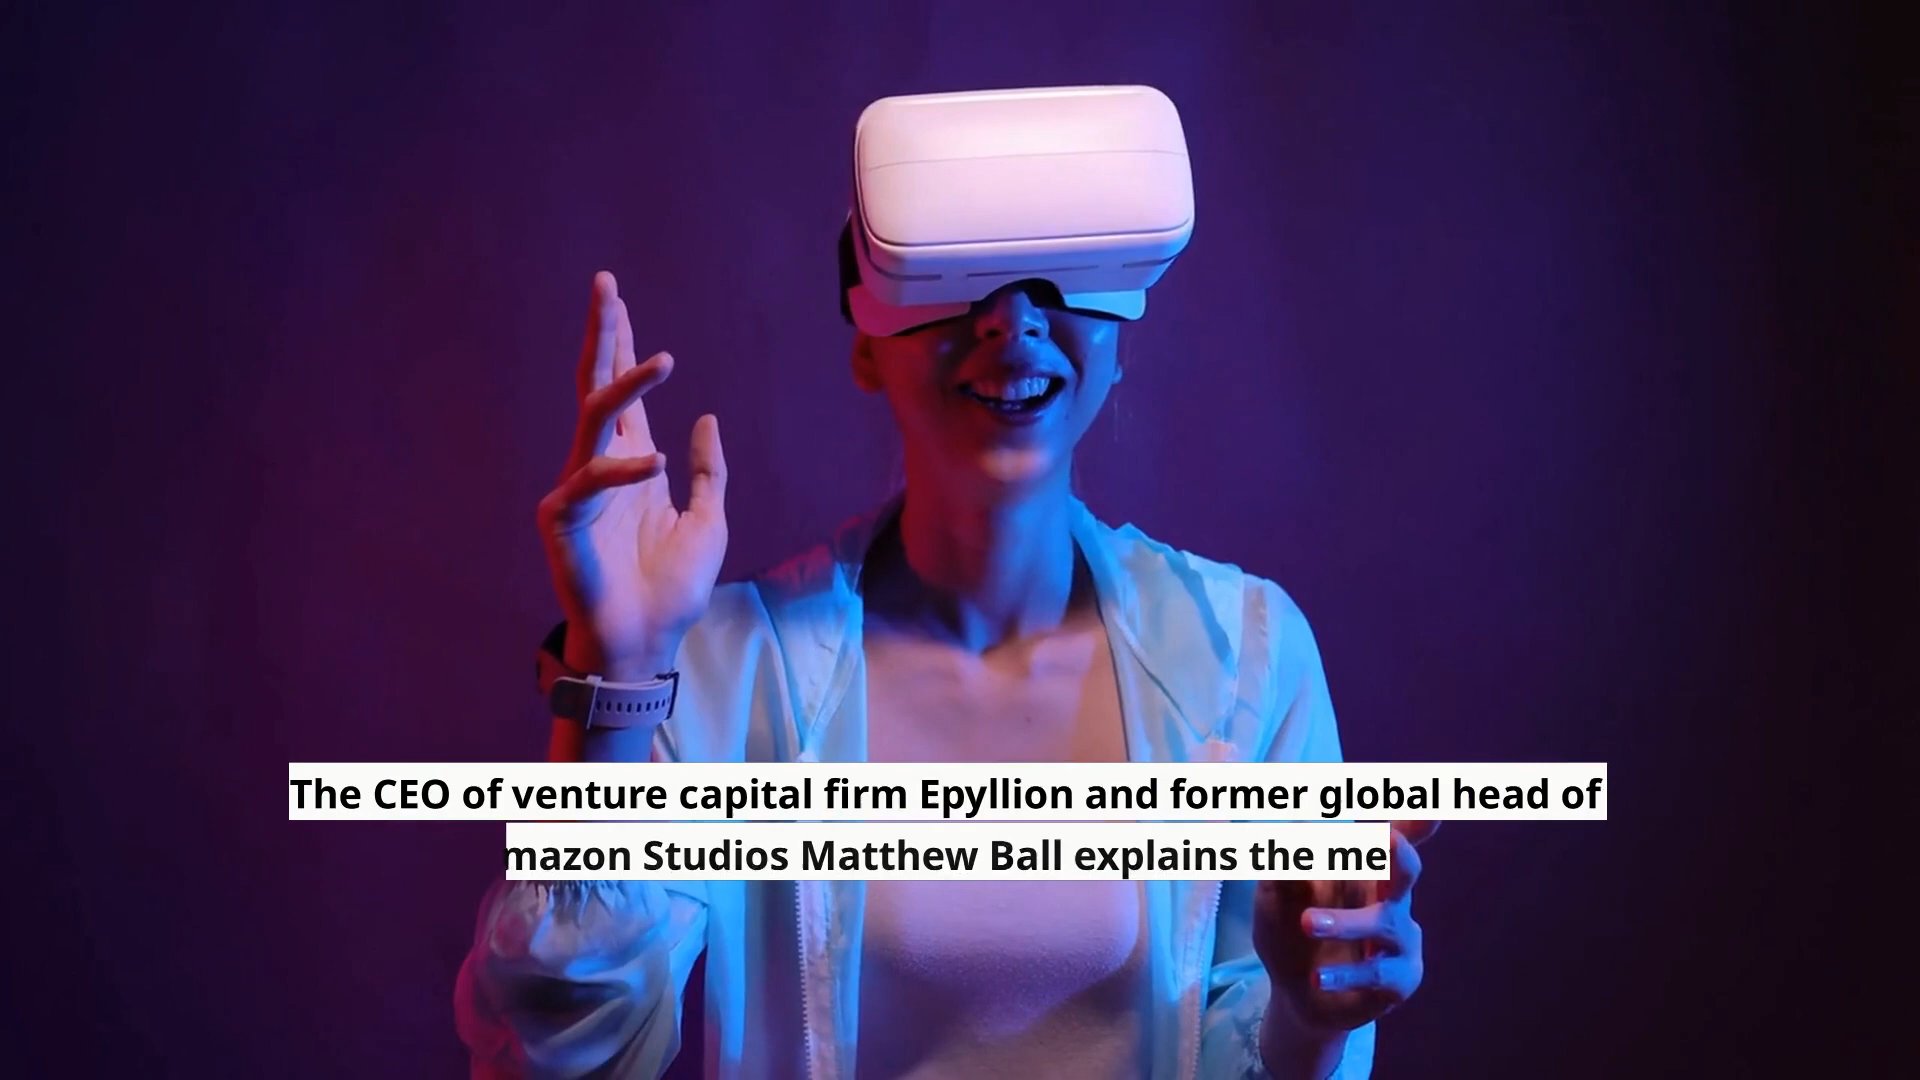 The CEO of venture capital firm Epyllion and former global head of
mazon Studios Matthew Ball explains the me